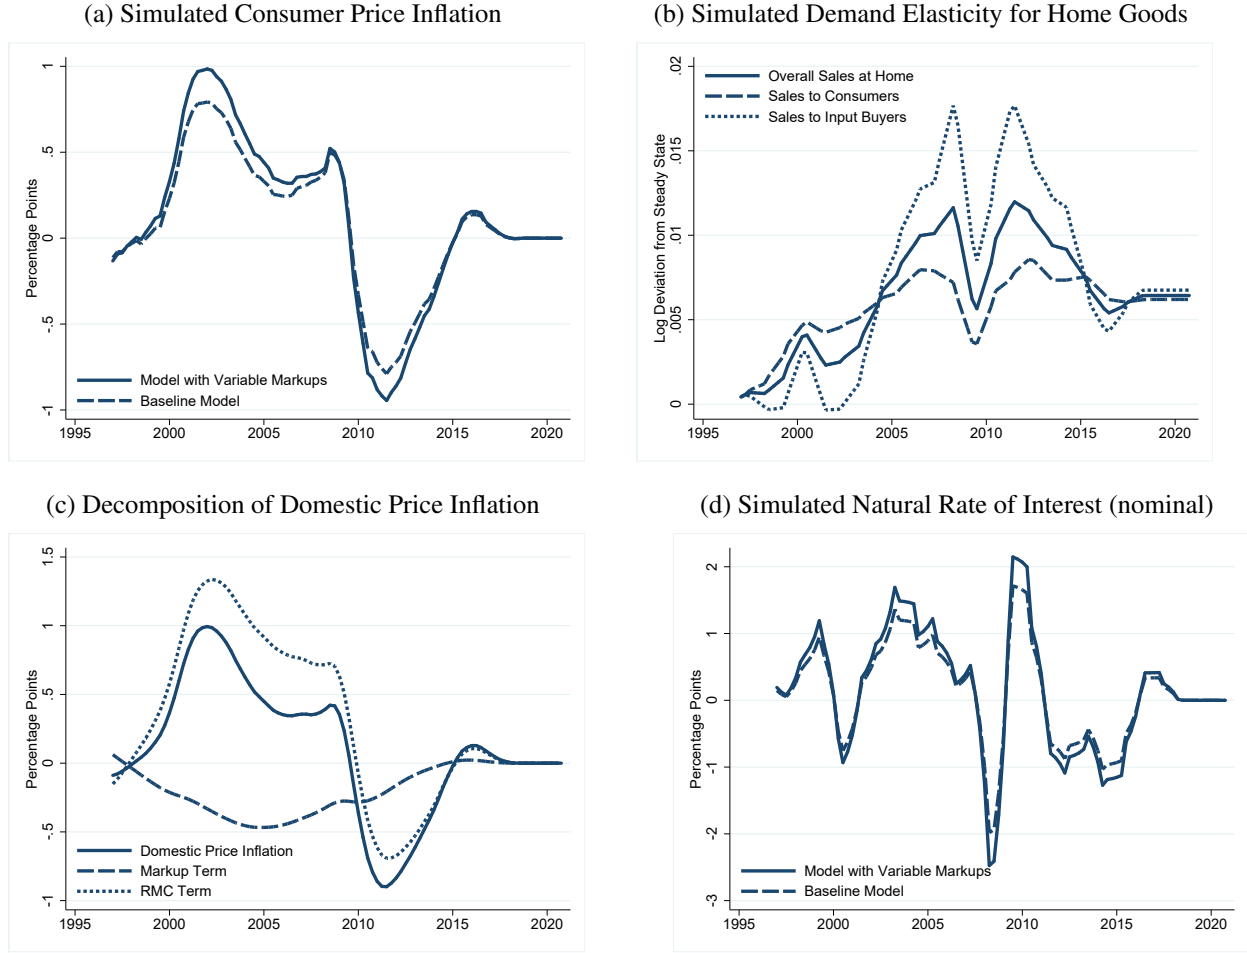 (a) Simulated Consumer Price Inflation
Percentage Points
1
.5
0
-.5
-1
Model with Variable Markups
Baseline Model
1995 2000 2005 2010 2015 2020
(b) Simulated Demand Elasticity for Home Goods
Log Deviation from Steady State
.02
.015
.01
.005
0
Overall Sales at Home
Sales to Consumers
Sales to Input Buyers
1995 2000 2005 2010 2015 2020
(c) Decomposition of Domestic Price Inflation
Percentage Points
1.5
1
.5
0
-.5
-1
Domestic Price Inflation
Markup Term
RMC Term
1995 2000 2005 2010 2015 2020
(d) Simulated Natural Rate of Interest (nominal)
Percentage Points
2
1
0
-1
-2
-3
Model with Variable Markups
Baseline Model
1995 2000 2005 2010 2015 2020